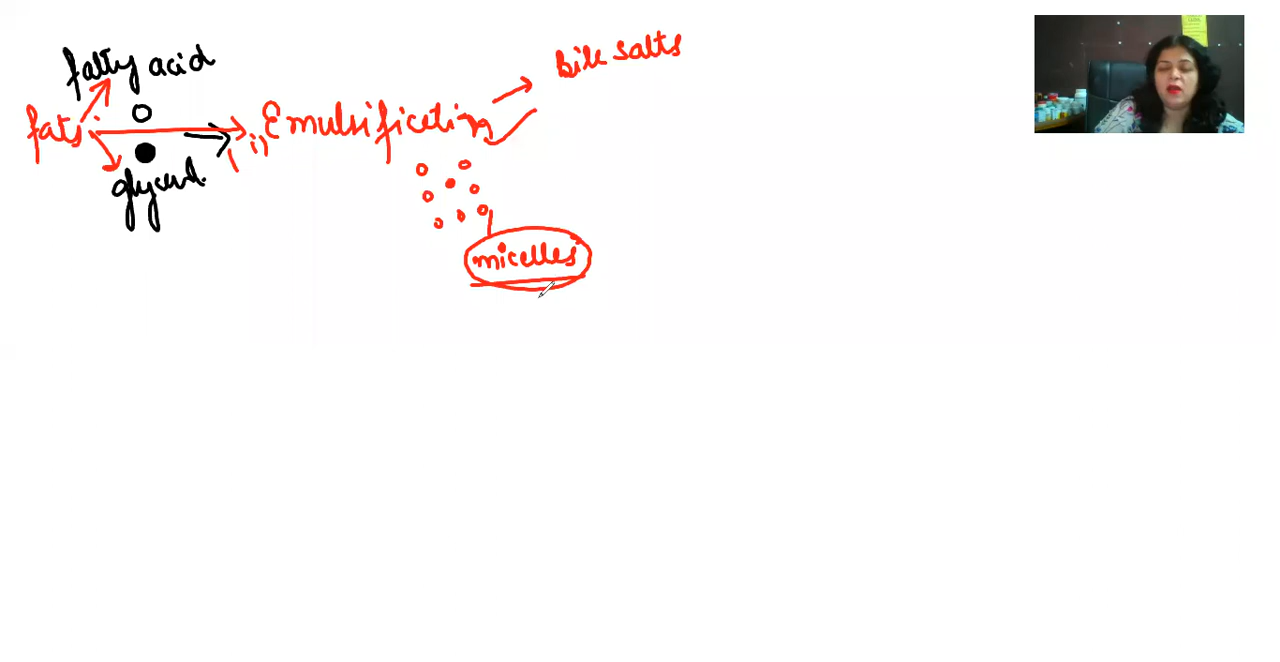 fatty acid
Bile salts
fats
i) Emulsification
glycerol
micelles